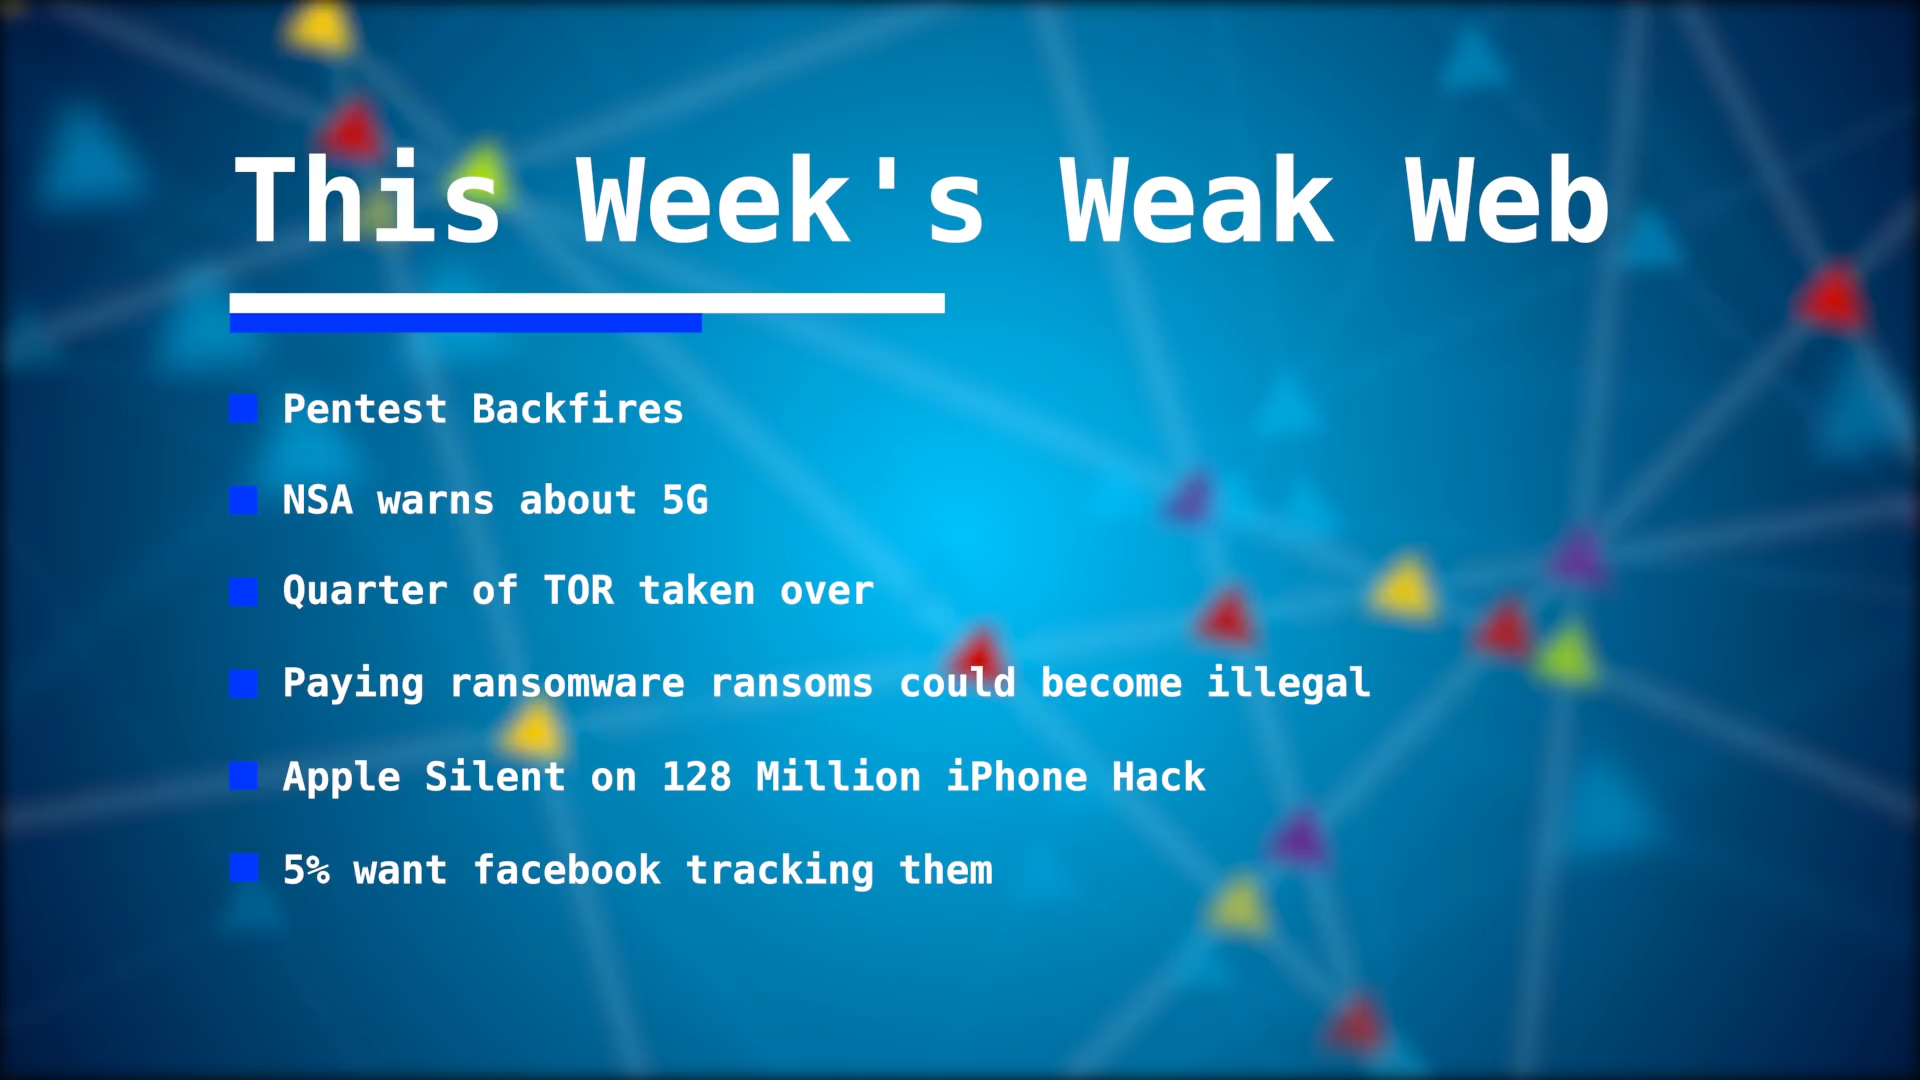 This Week's Weak Web
Pentest Backfires
NSA warns about 5G
Quarter of TOR taken over
Paying ransomware ransoms could become illegal
Apple Silent on 128 Million iPhone Hack
5% want facebook tracking them